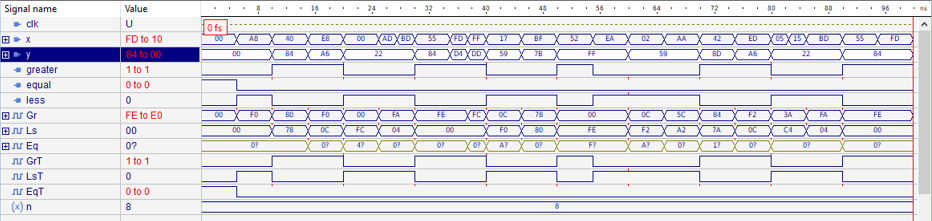 Signal name Value 8 16 24 32 40 48 56 64 72 80 88 96 ns
0 fs
clk U
x FD to 10 00 A8 40 E8 00 AD BD 55 FD FF 17 BF 52 EA 02 AA 42 ED 05 15 BD 55 FD
y 84 to 00 00 84 A6 22 84 D4 DD 59 7B FF 59 8D A6 22 84
greater 1 to 1
equal 0 to 0
less 0
Gr FE to E0 00 F0 80 F0 00 FA FE FC 0C 78 00 0C 5C 84 F2 3A FA FE
Ls 00 00 78 0C FC 04 00 F0 80 FE F2 A2 7A 0C C4 04 00
Eq 0? 0? 0? 4? 0? 0? 0? A? 0? F? A? 0? 1? 0? 0? 0?
GrT 1 to 1
LsT 0
EqT 0 to 0
(x) n 8 8